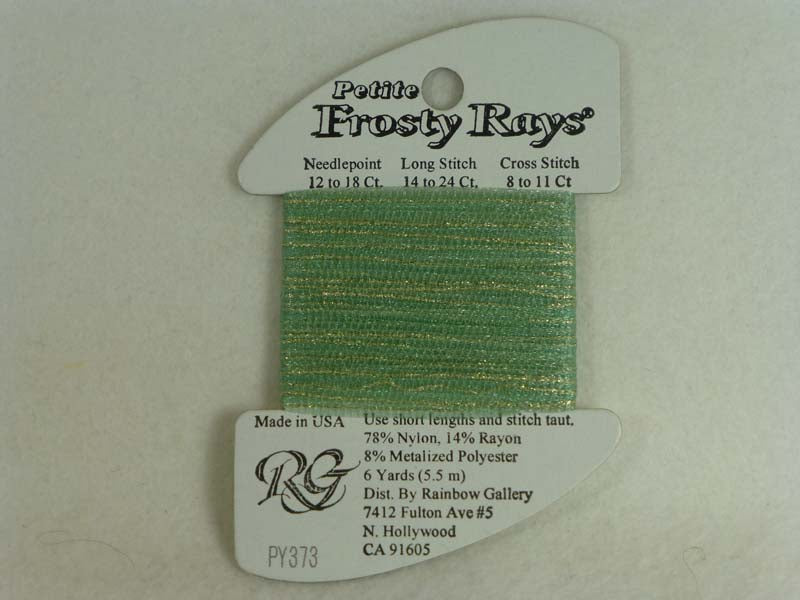 Petite
Frosty Rays®
Needlepoint Long Stitch Cross Stitch
12 to 18 Ct. 14 to 24 Ct. 8 to 11 Ct
Made in USA Use short lengths and stitch taut.
78% Nylon, 14% Rayon
8% Metalized Polyester
RG 6 Yards (5.5 m)
Dist. By Rainbow Gallery
7412 Fulton Ave #5
N. Hollywood
PY373 CA 91605